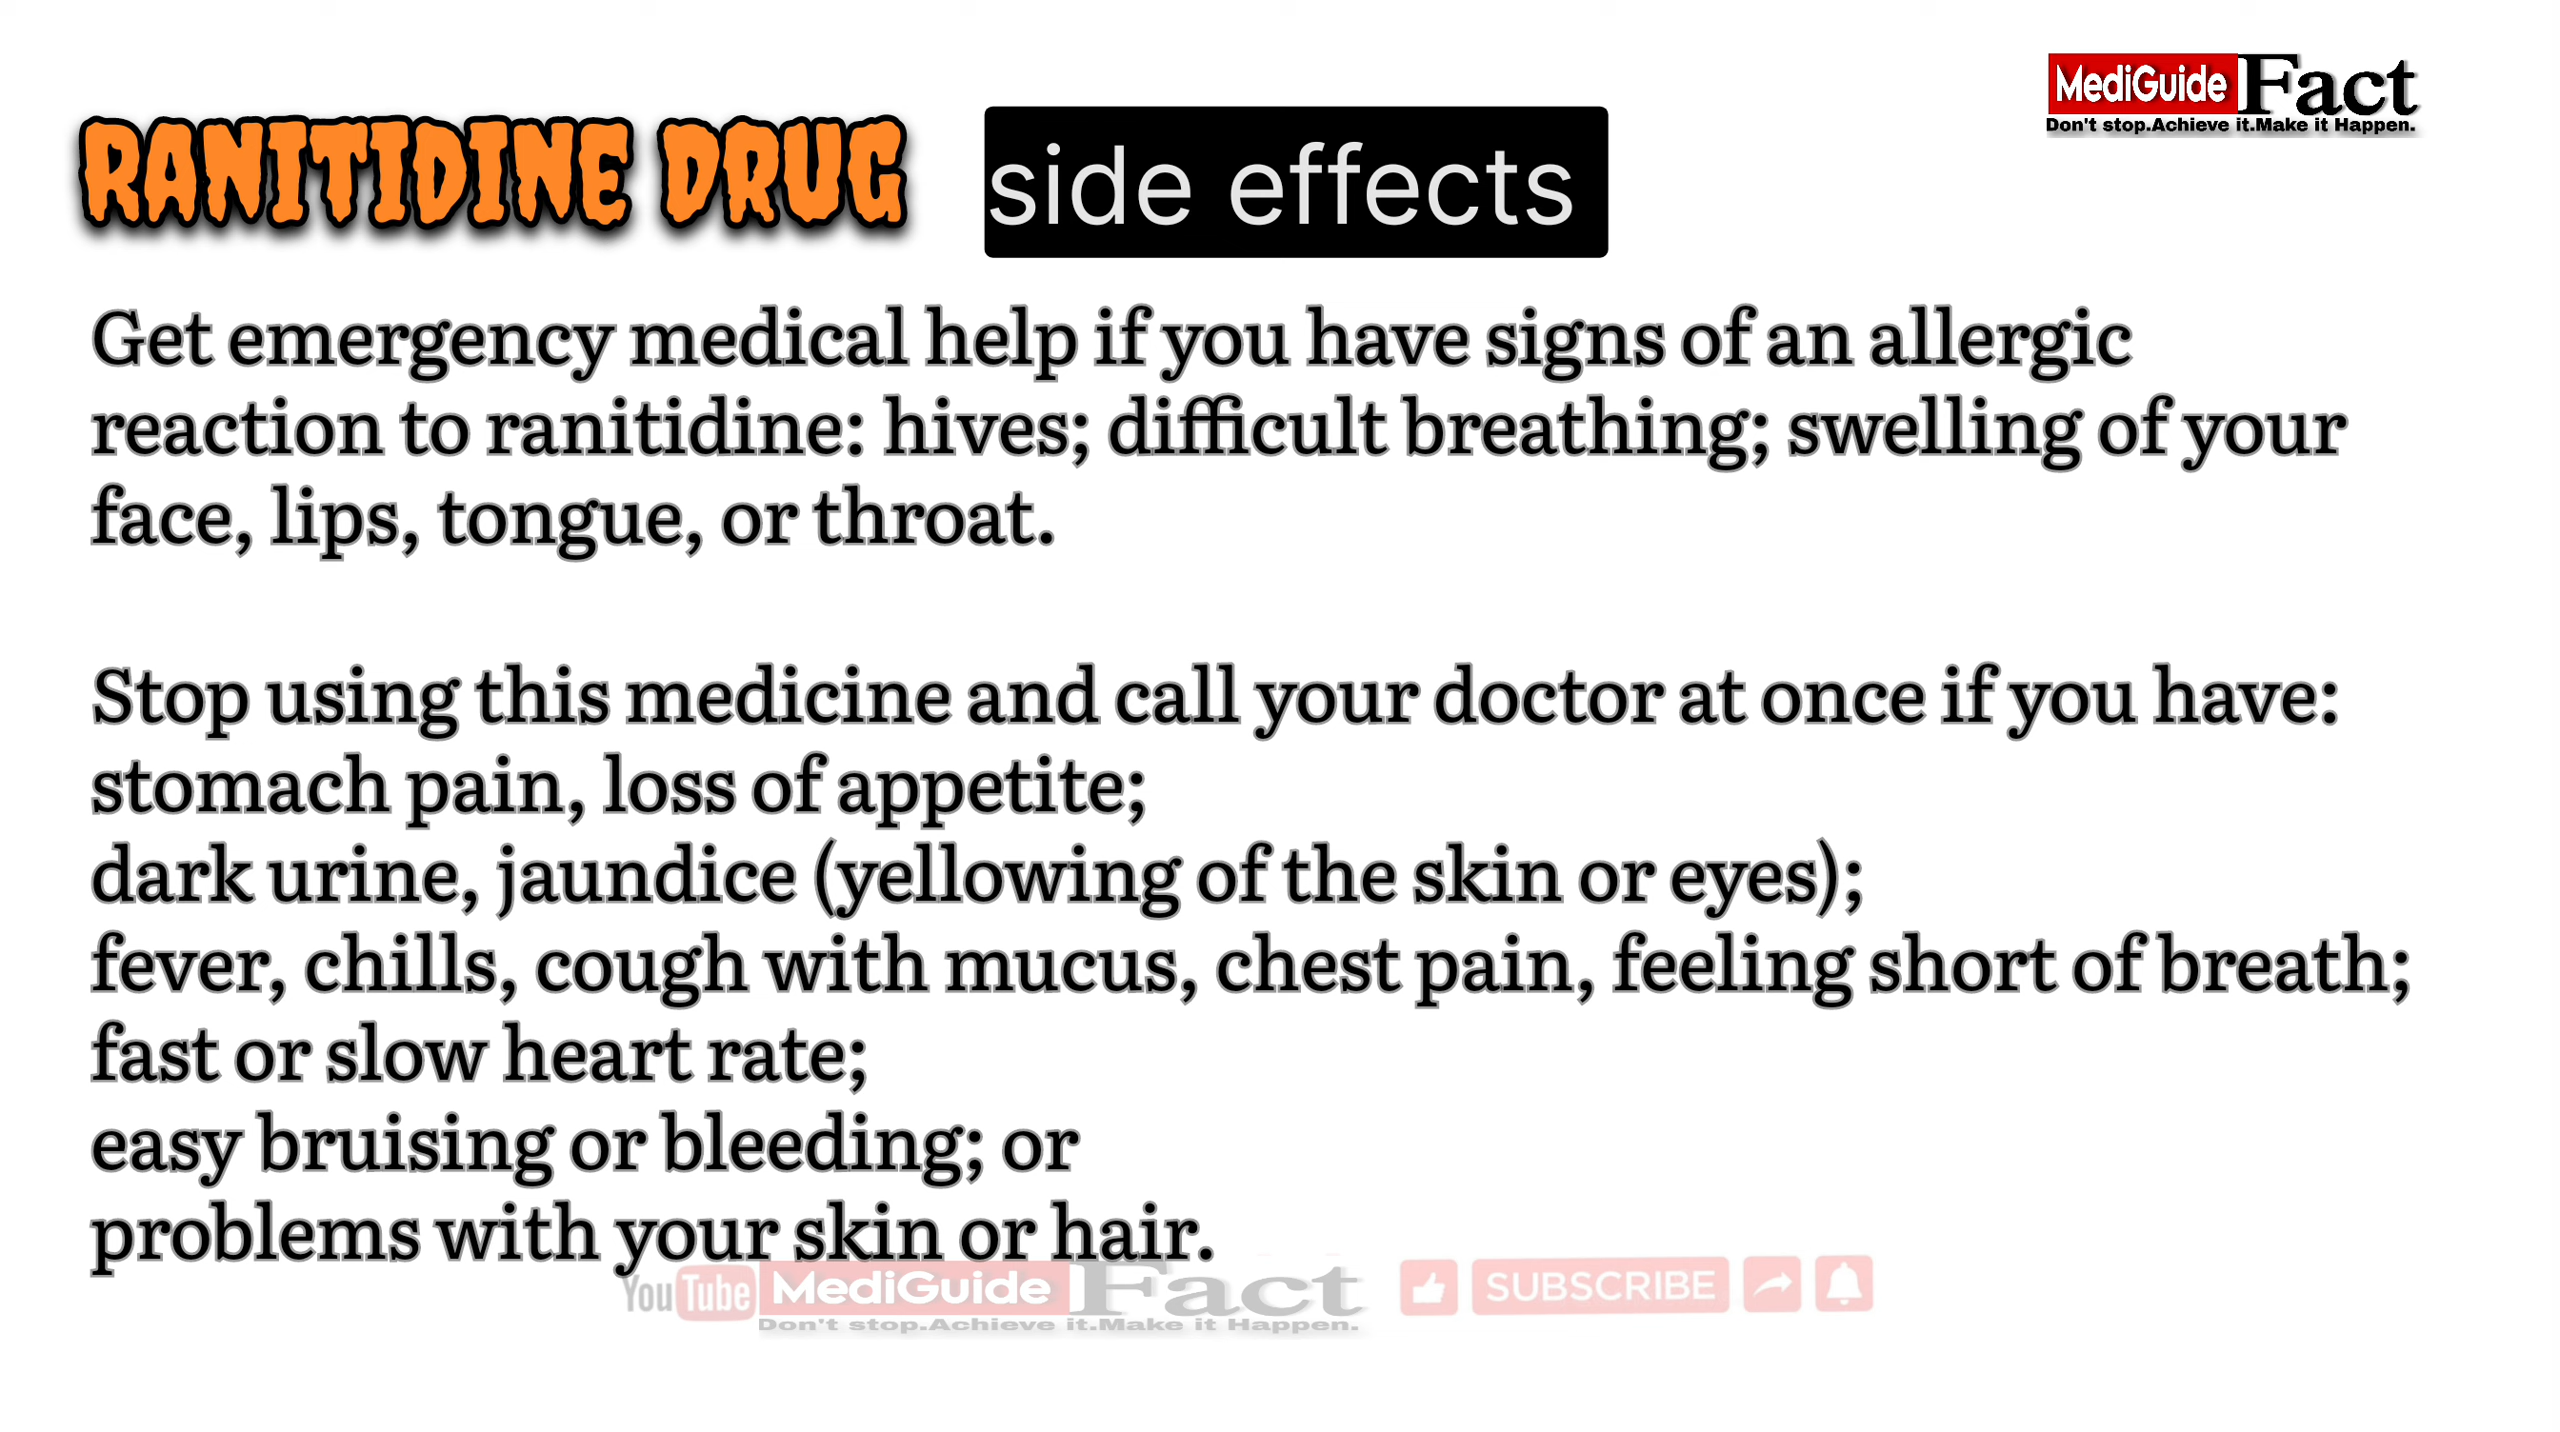 MediGuide Fact
Don't stop.Achieve it.Make it Happen.
RANITIDINE DRUG side effects
Get emergency medical help if you have signs of an allergic
reaction to ranitidine: hives; difficult breathing; swelling of your
face, lips, tongue, or throat.
Stop using this medicine and call your doctor at once if you have:
stomach pain, loss of appetite;
dark urine, jaundice (yellowing of the skin or eyes);
fever, chills, cough with mucus, chest pain, feeling short of breath;
fast or slow heart rate;
easy bruising or bleeding; or
problems with your skin or hair.
YouTube MediGuide Fact SUBSCRIBE
Don't stop.Achieve it.Make it Happen.